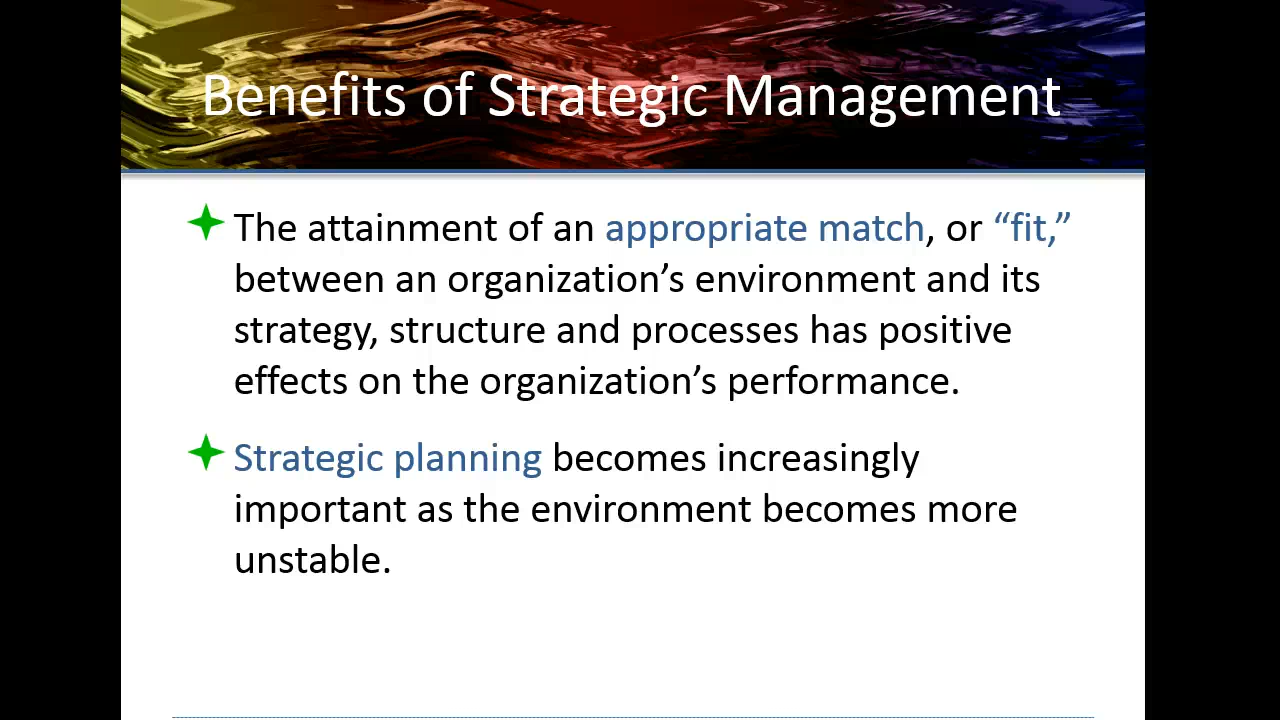 Benefits of Strategic Management
The attainment of an appropriate match, or “fit,”
between an organization’s environment and its
strategy, structure and processes has positive
effects on the organization’s performance.
Strategic planning becomes increasingly
important as the environment becomes more
unstable.